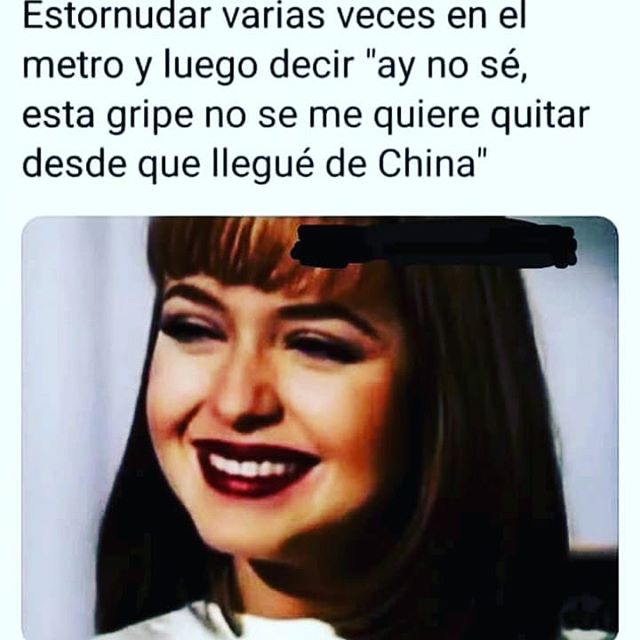 Estornudar varias veces en el
metro y luego decir "ay no sé,
esta gripe no se me quiere quitar
desde que llegué de China"